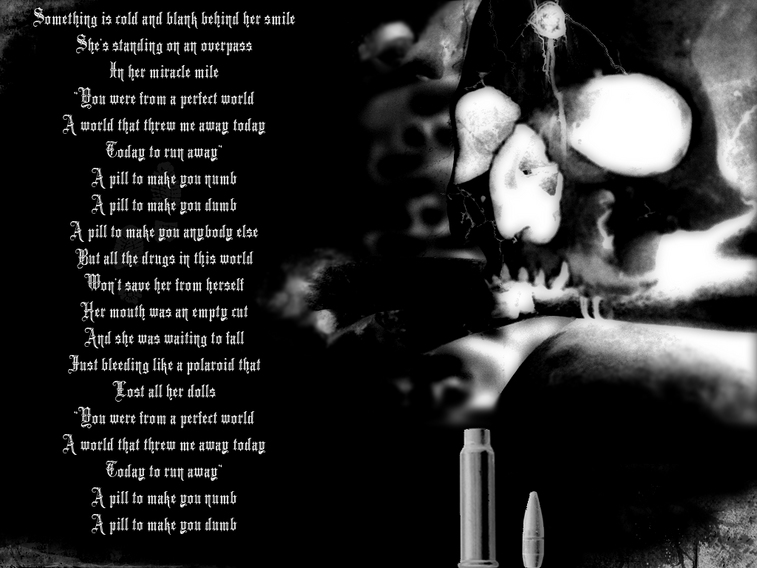 Something is cold and blank behind her smile
She's standing on an overpass
In her miracle mile
"You were from a perfect world
A world that threw me away today
Today to run away"
A pill to make you numb
A pill to make you dumb
A pill to make you anybody else
But all the drugs in this world
Won't save her from herself
Her mouth was an empty cut
And she was waiting to fall
Just bleeding like a polaroid that
Lost all her dolls
"You were from a perfect world
A world that threw me away today
Today to run away"
A pill to make you numb
A pill to make you dumb